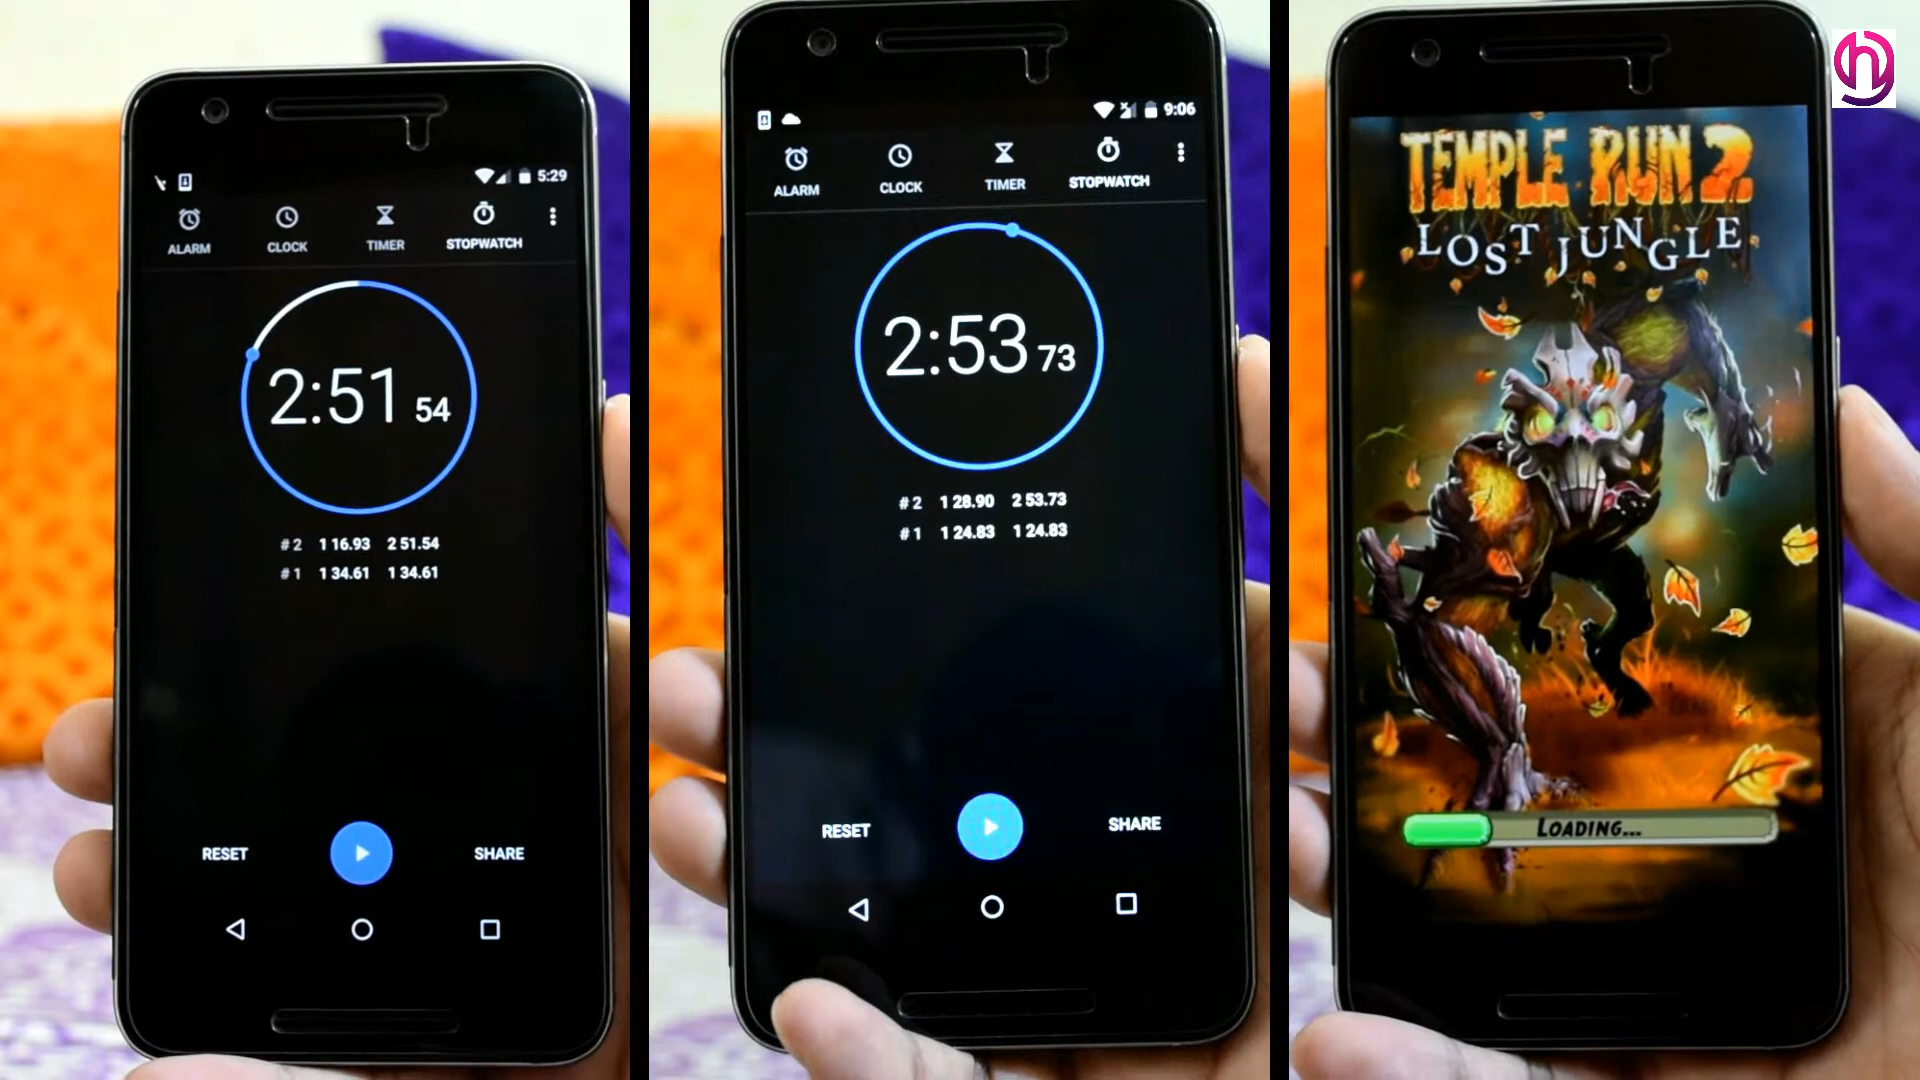 5:29
ALARM CLOCK TIMER STOPWATCH
2:51 54
# 2 1 16.93 2 51.54
# 1 1 34.61 1 34.61
RESET SHARE
9:06
ALARM CLOCK TIMER STOPWATCH
2:53 73
# 2 1 28.90 2 53.73
# 1 1 24.83 1 24.83
RESET SHARE
TEMPLE RUN 2
LOST JUNGLE
LOADING...